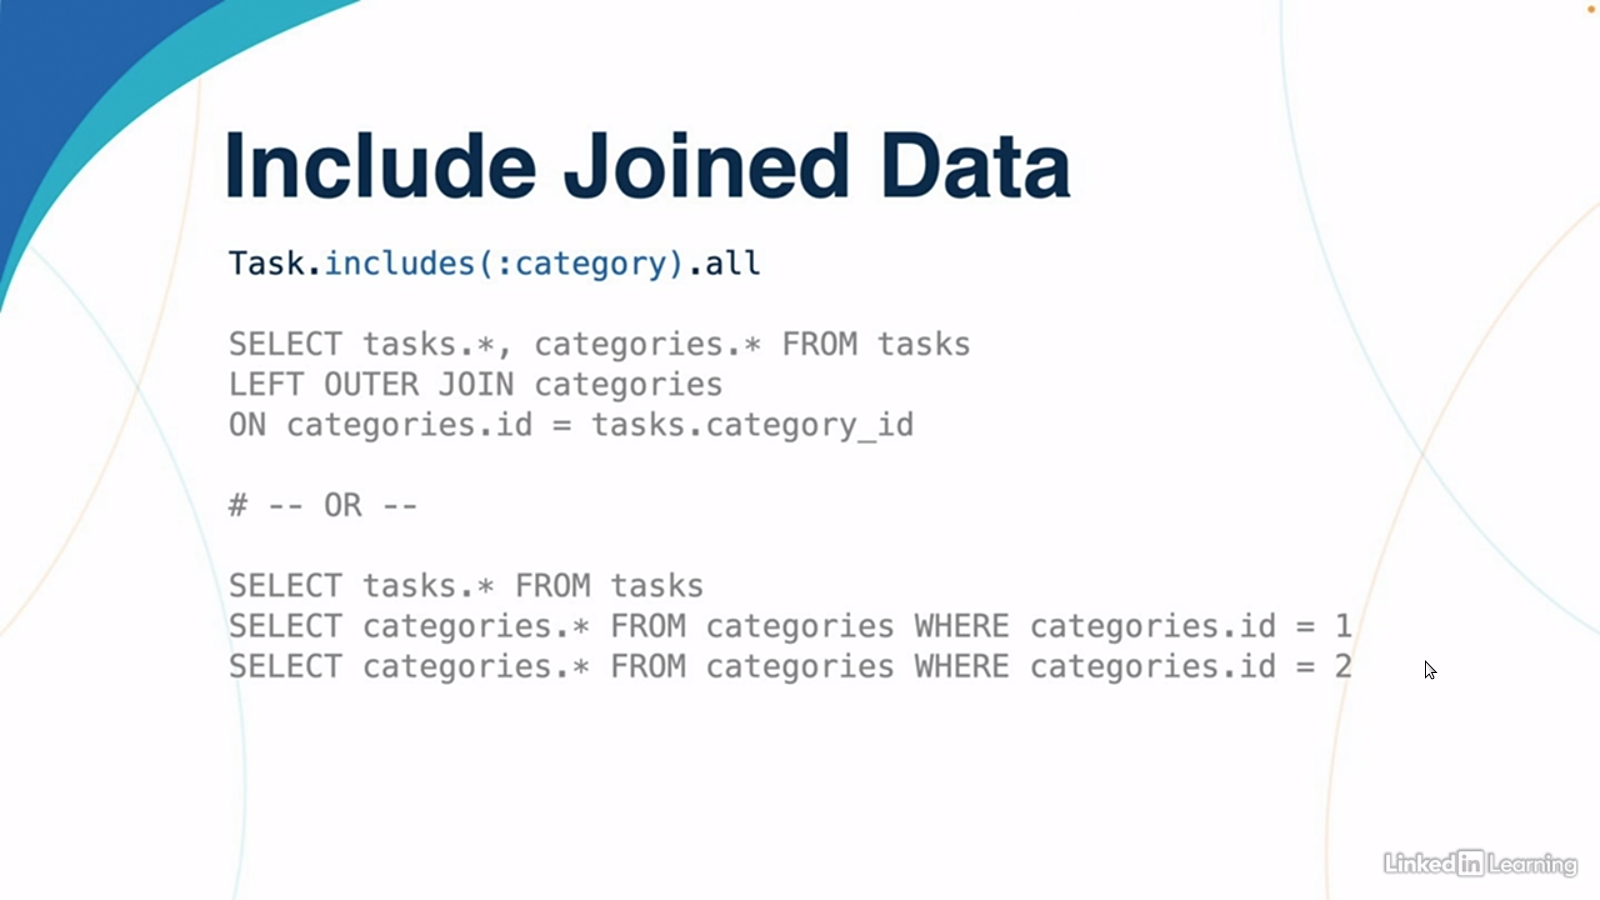 Include Joined Data
Task.includes(:category).all
SELECT tasks.*, categories.* FROM tasks
LEFT OUTER JOIN categories
ON categories.id = tasks.category_id
# -- OR --
SELECT tasks.* FROM tasks
SELECT categories.* FROM categories WHERE categories.id = 1
SELECT categories.* FROM categories WHERE categories.id = 2
Linked in Learning